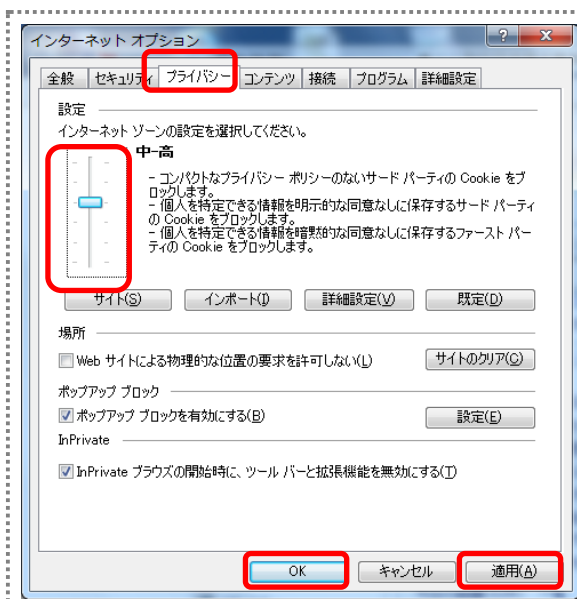 インターネット オプション
全般 セキュリティ プライバシー コンテンツ 接続 プログラム 詳細設定
設定
インターネット ゾーンの設定を選択してください。
中-高
- コンパクトなプライバシー ポリシーのないサード パーティの Cookie をブ
ロックします。
- 個人を特定できる情報を明示的な同意なしに保存するサード パーティ
の Cookie をブロックします。
- 個人を特定できる情報を暗黙的な同意なしに保存するファースト パー
ティの Cookie をブロックします。
サイト(S) インポート(I) 詳細設定(V) 既定(D)
場所
Web サイトによる物理的な位置の要求を許可しない(L) サイトのクリア(C)
ポップアップ ブロック
ポップアップ ブロックを有効にする(B) 設定(E)
InPrivate
InPrivate ブラウズの開始時に、ツール バーと拡張機能を無効にする(T)
OK キャンセル 適用(A)